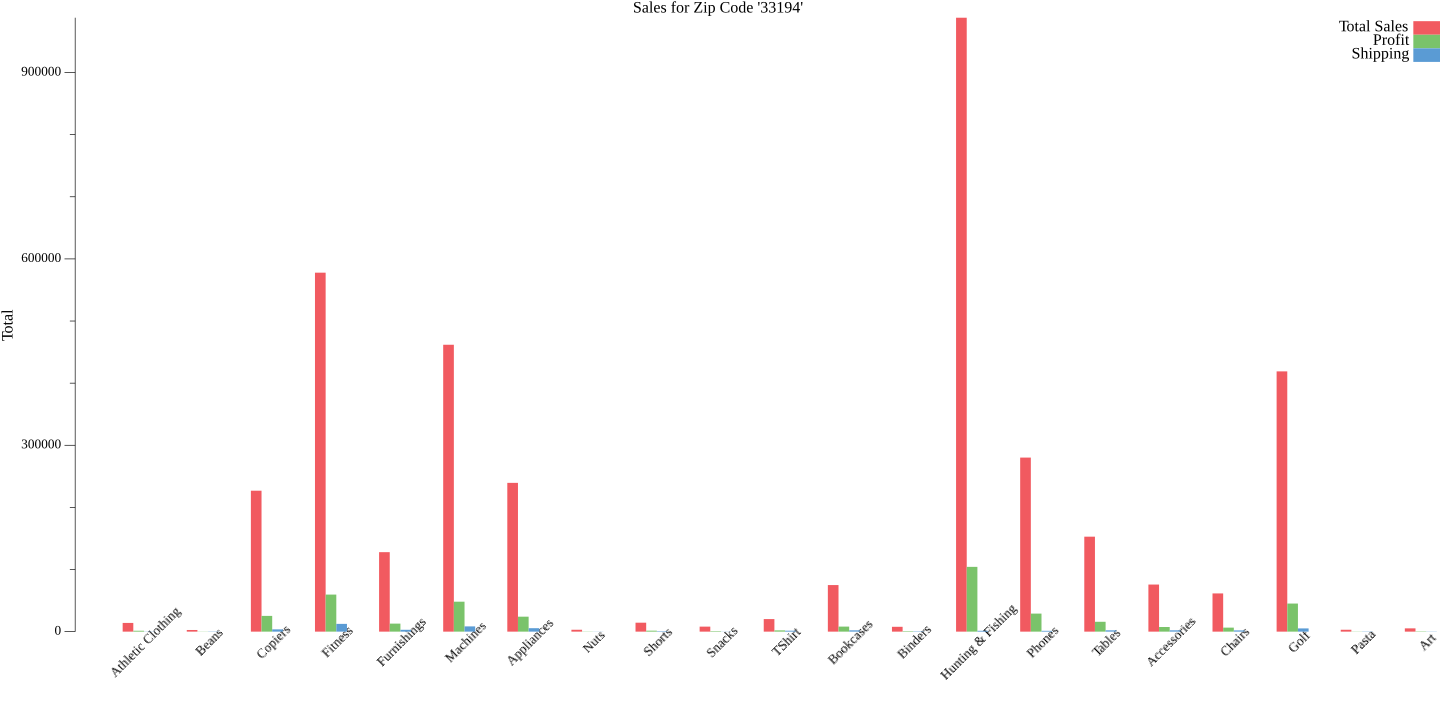 Sales for Zip Code '33194'
Total Sales
Profit
Shipping
900000
600000
300000
0
Total
Athletic Clothing
Beans
Copiers
Fitness
Furnishings
Machines
Appliances
Nuts
Shorts
Snacks
TShirt
Bookcases
Binders
Hunting & Fishing
Phones
Tables
Accessories
Chairs
Golf
Pasta
Art